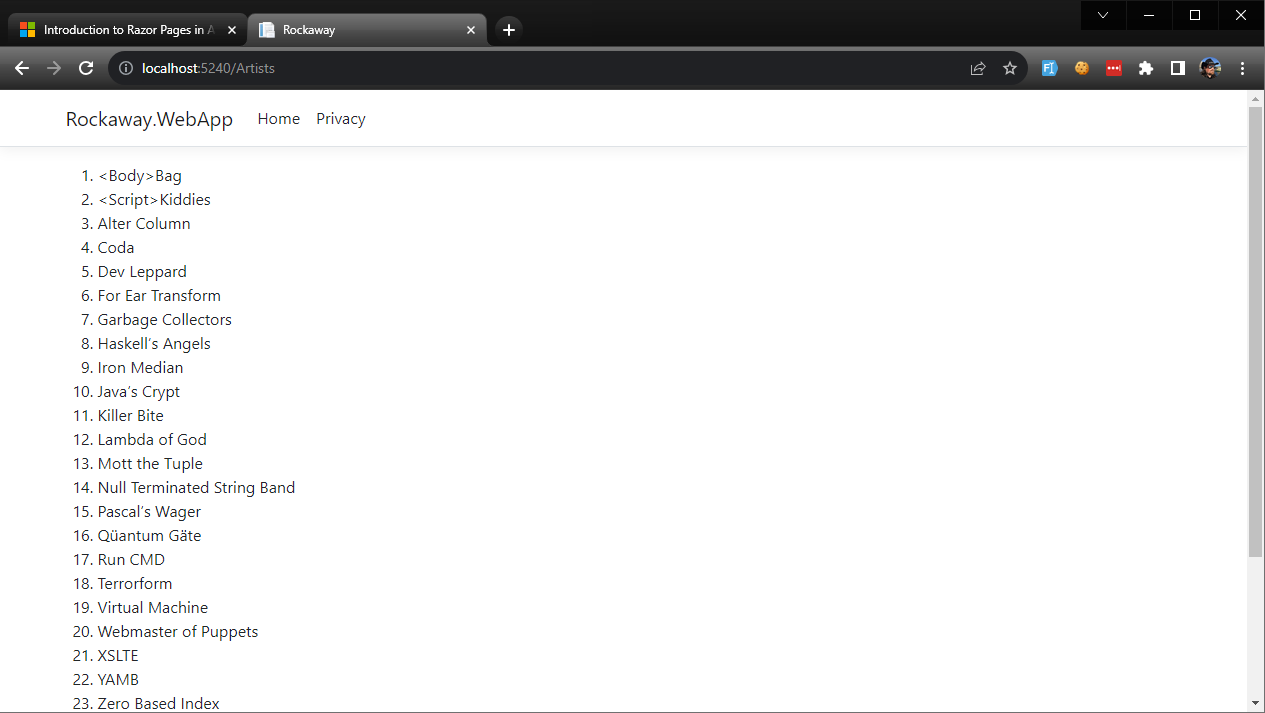 Introduction to Razor Pages in A
Rockaway
localhost:5240/Artists
Rockaway.WebApp Home Privacy
1. <Body>Bag
2. <Script>Kiddies
3. Alter Column
4. Coda
5. Dev Leppard
6. For Ear Transform
7. Garbage Collectors
8. Haskell’s Angels
9. Iron Median
10. Java’s Crypt
11. Killer Bite
12. Lambda of God
13. Mott the Tuple
14. Null Terminated String Band
15. Pascal’s Wager
16. Qüantum Gäte
17. Run CMD
18. Terrorform
19. Virtual Machine
20. Webmaster of Puppets
21. XSLTE
22. YAMB
23. Zero Based Index